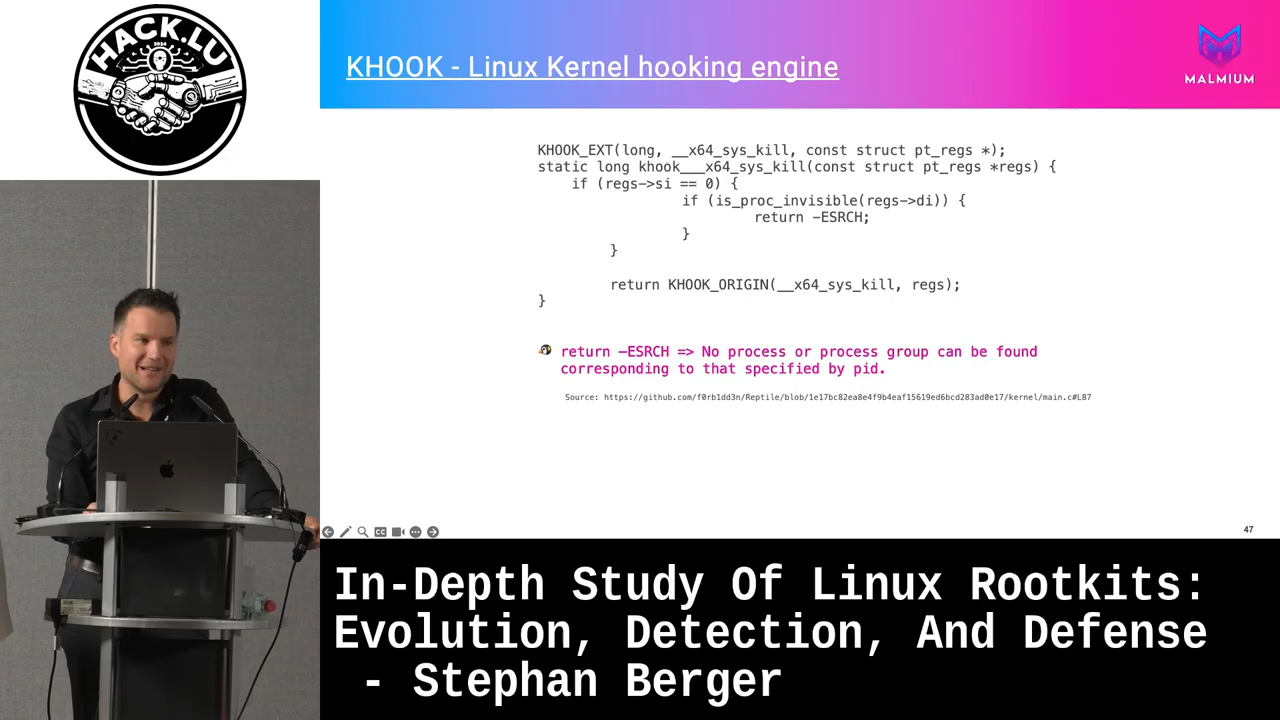 HACK.LU
2024
KHOOK - Linux Kernel hooking engine
MALMIUM
KHOOK_EXT(long, __x64_sys_kill, const struct pt_regs *);
static long khook___x64_sys_kill(const struct pt_regs *regs) {
if (regs->si == 0) {
if (is_proc_invisible(regs->di)) {
return -ESRCH;
}
}
return KHOOK_ORIGIN(__x64_sys_kill, regs);
}
return -ESRCH => No process or process group can be found
corresponding to that specified by pid.
Source: https://github.com/f0rb1dd3n/Reptile/blob/1e17bc82ea8e4f9b4eaf15619ed6bcd283ad0e17/kernel/main.c#L87
CC
47
In-Depth Study Of Linux Rootkits:
Evolution, Detection, And Defense
- Stephan Berger